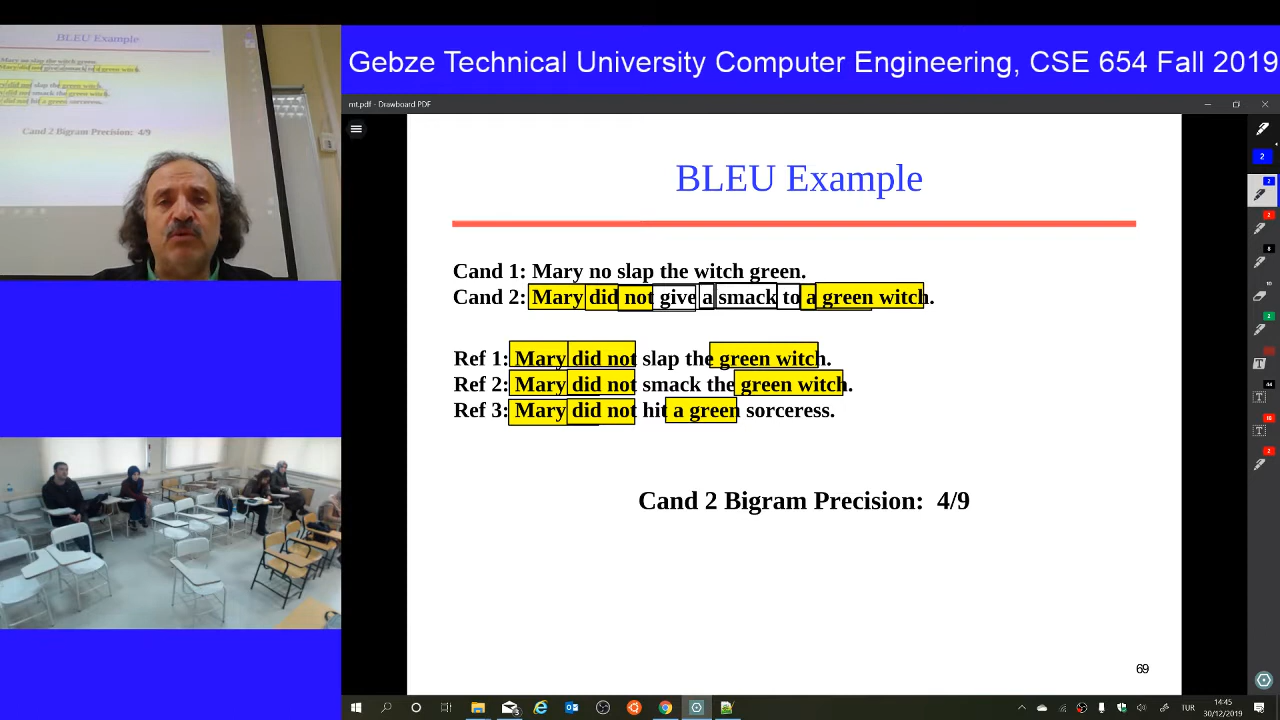 Gebze Technical University Computer Engineering, CSE 654 Fall 2019
mt.pdf - Drawboard PDF
BLEU Example
Cand 1: Mary no slap the witch green.
Cand 2: Mary did not give a smack to a green witch.
Ref 1: Mary did not slap the green witch.
Ref 2: Mary did not smack the green witch.
Ref 3: Mary did not hit a green sorceress.
Cand 2 Bigram Precision: 4/9
69
BLEU Example
Cand 2 Bigram Precision: 4/9
TUR
14:45
30/12/2019